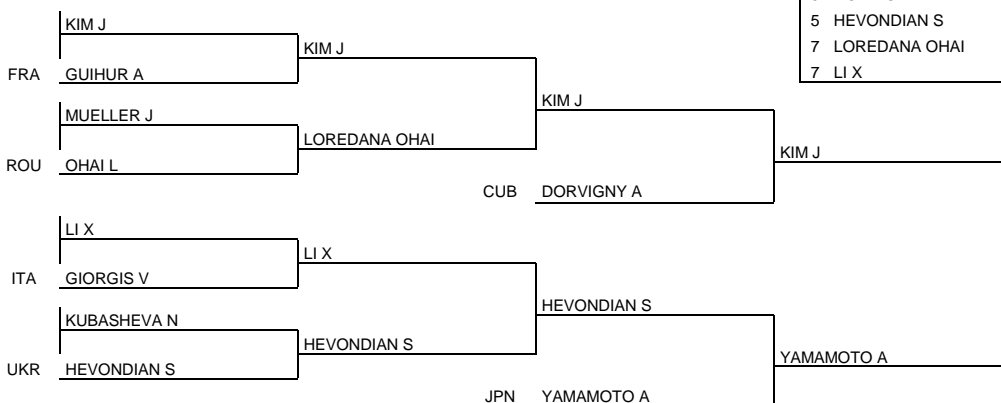 5 HEVONDIAN S
7 LOREDANA OHAI
7 LI X
KIM J
KIM J
FRA GUIHUR A
KIM J
MUELLER J
LOREDANA OHAI
KIM J
ROU OHAI L
CUB DORVIGNY A
LI X
LI X
ITA GIORGIS V
HEVONDIAN S
KUBASHEVA N
HEVONDIAN S
YAMAMOTO A
UKR HEVONDIAN S
JPN YAMAMOTO A